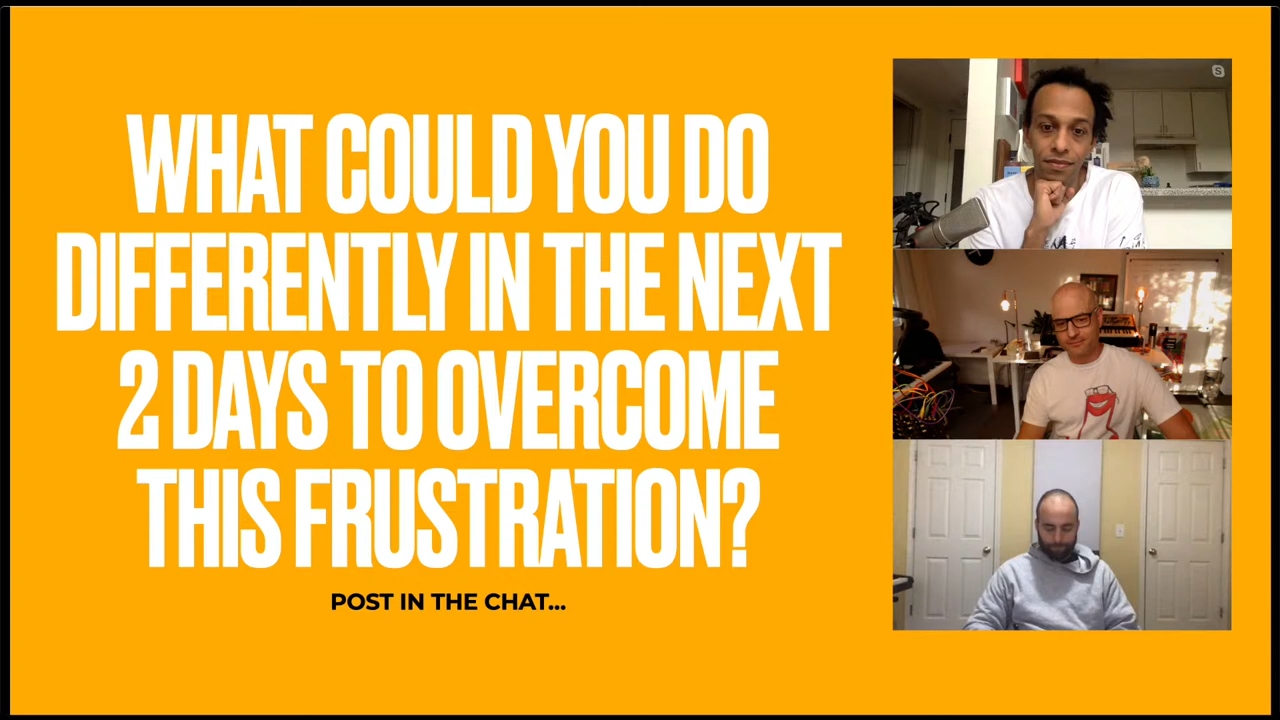 WHAT COULD YOU DO
DIFFERENTLY IN THE NEXT
2 DAYS TO OVERCOME
THIS FRUSTRATION?
POST IN THE CHAT...